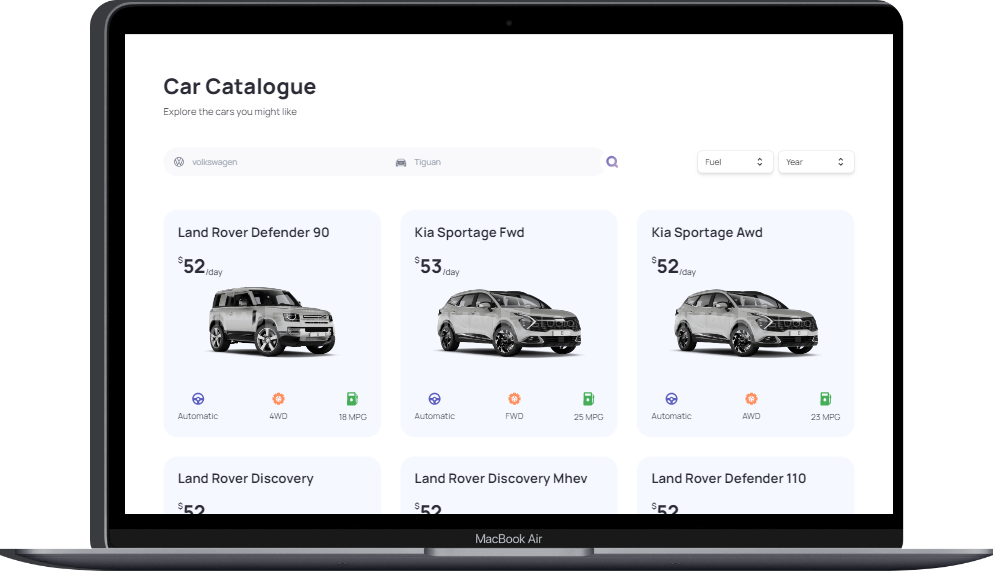 Car Catalogue
Explore the cars you might like
volkswagen
Tiguan
Fuel
Year
Land Rover Defender 90
$52/day
Automatic
4WD
18 MPG
Kia Sportage Fwd
$53/day
Automatic
FWD
25 MPG
Kia Sportage Awd
$52/day
Automatic
AWD
23 MPG
Land Rover Discovery
$52
Land Rover Discovery Mhev
$52
Land Rover Defender 110
$52
MacBook Air